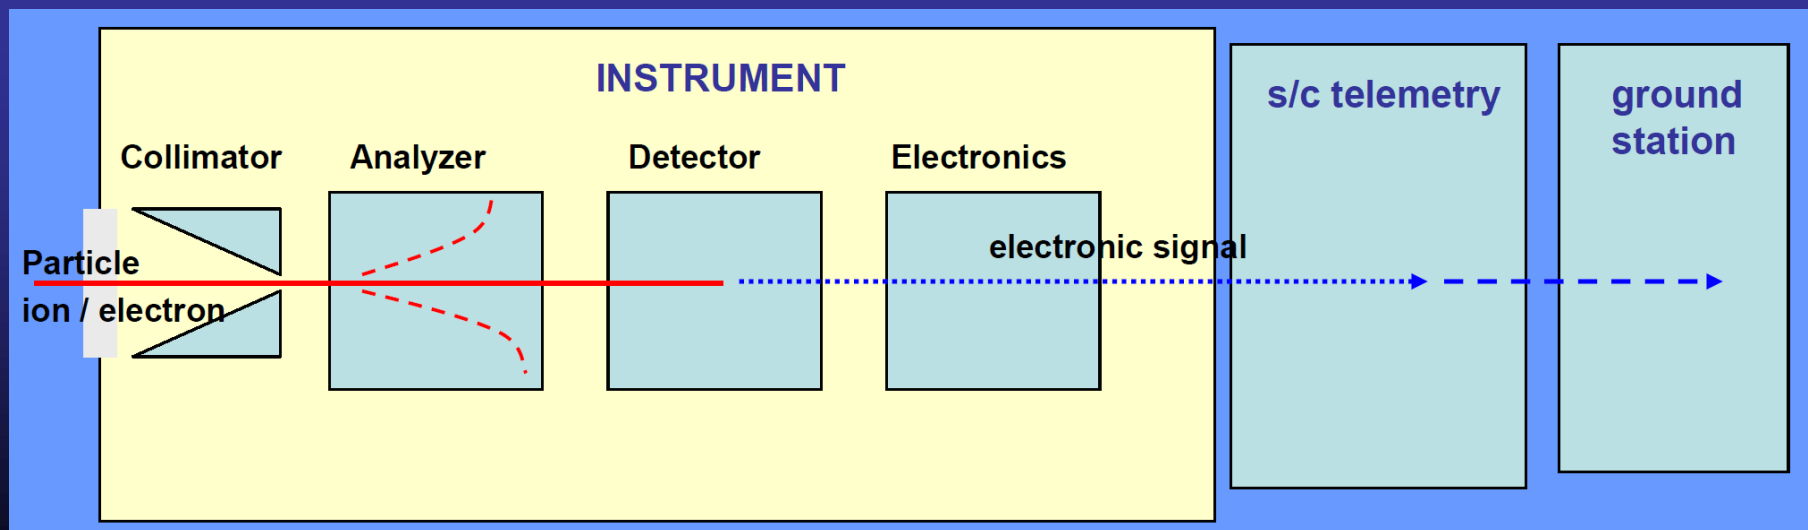 INSTRUMENT
s/c telemetry
ground
station
Collimator
Analyzer
Detector
Electronics
Particle
ion / electron
electronic signal